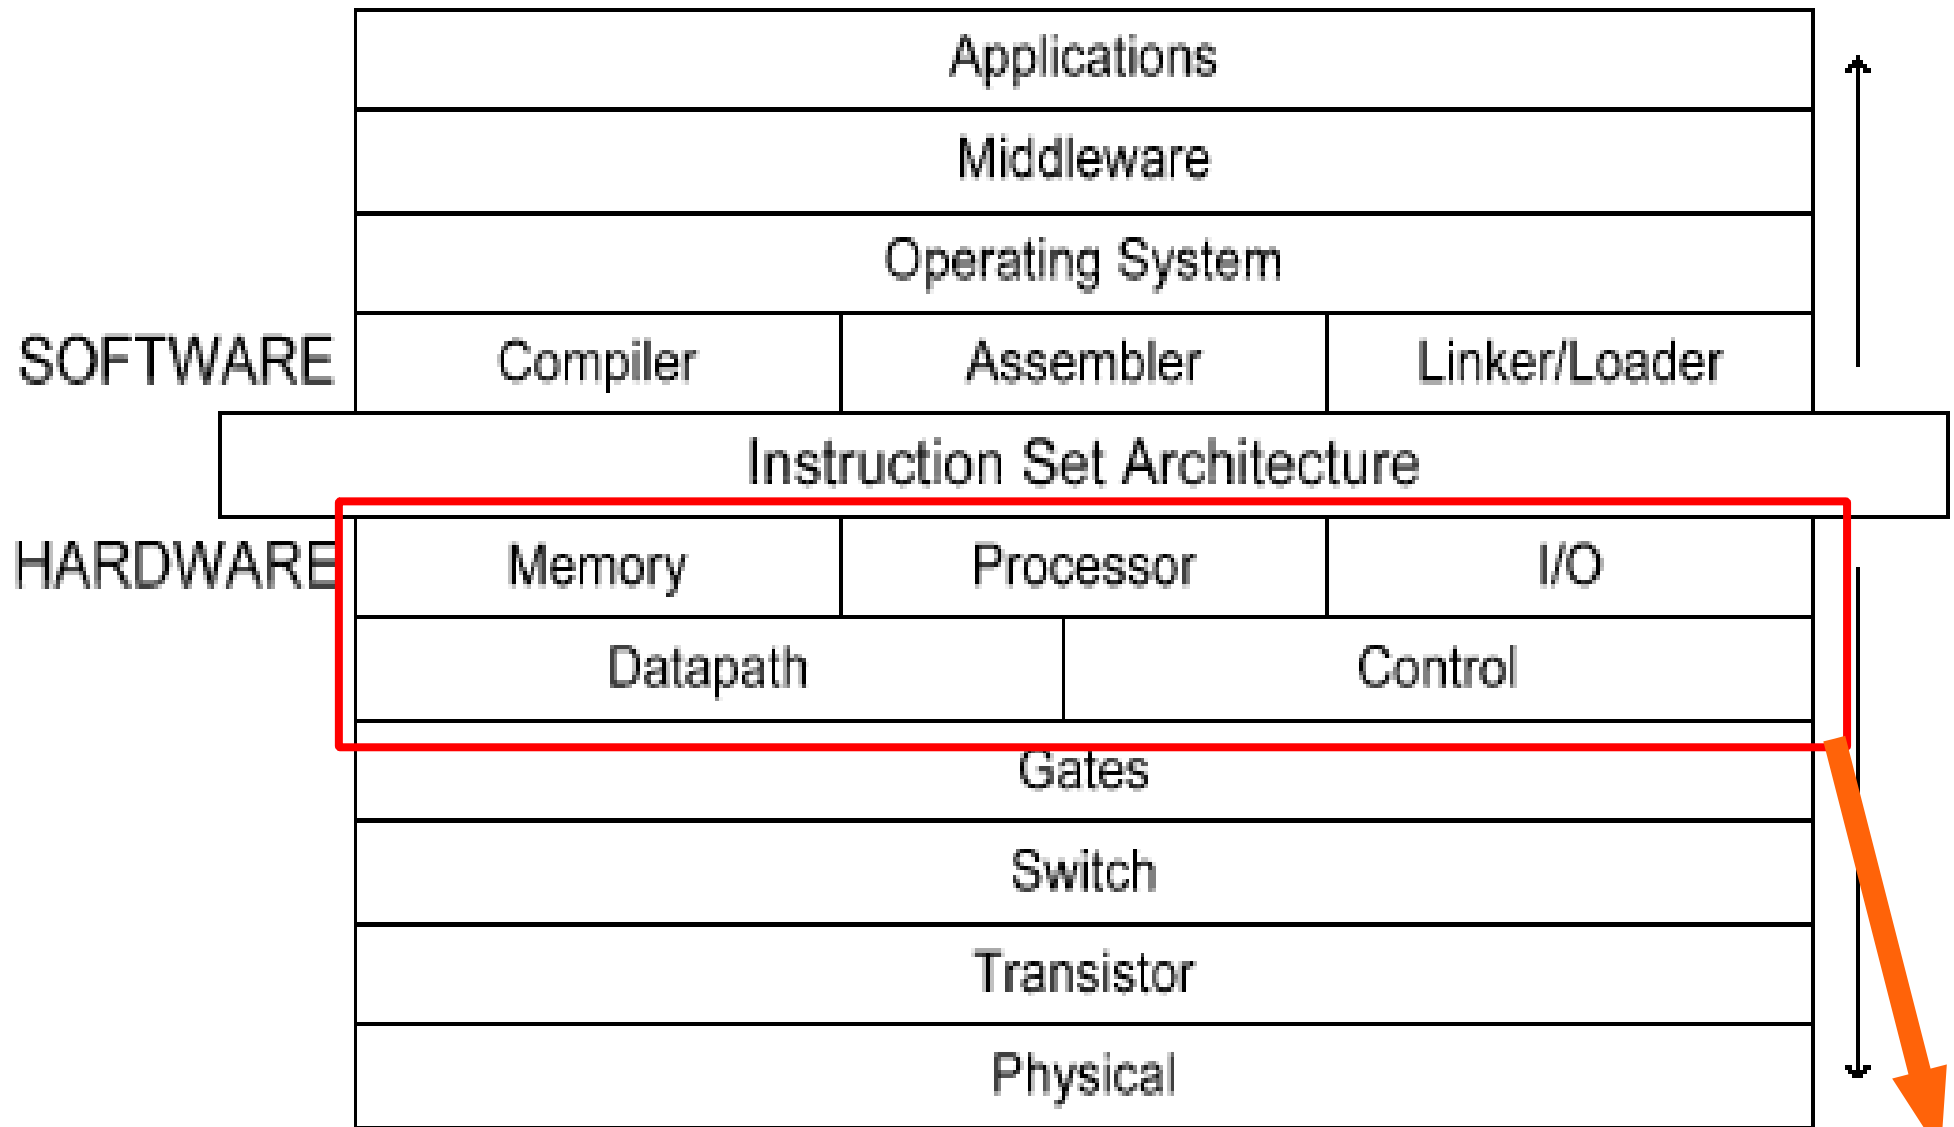 Applications
Middleware
Operating System
SOFTWARE Compiler Assembler Linker/Loader
Instruction Set Architecture
HARDWARE Memory Processor I/O
Datapath Control
Gates
Switch
Transistor
Physical